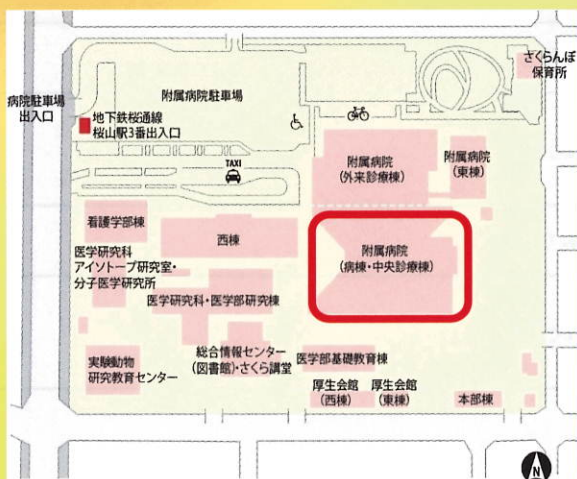 さくらんぼ
保育所
病院駐車場
出入口
附属病院駐車場
地下鉄桜通線
桜山駅3番出入口
TAXI
附属病院
(外来診療棟)
附属病院
(東棟)
看護学部棟
西棟
附属病院
(病棟・中央診療棟)
医学研究科
アイソトープ研究室・
分子医学研究所
医学研究科・医学部研究棟
実験動物
研究教育センター
総合情報センター
(図書館)・さくら講堂
医学部基礎教育棟
厚生会館
(西棟)
厚生会館
(東棟)
本部棟
N